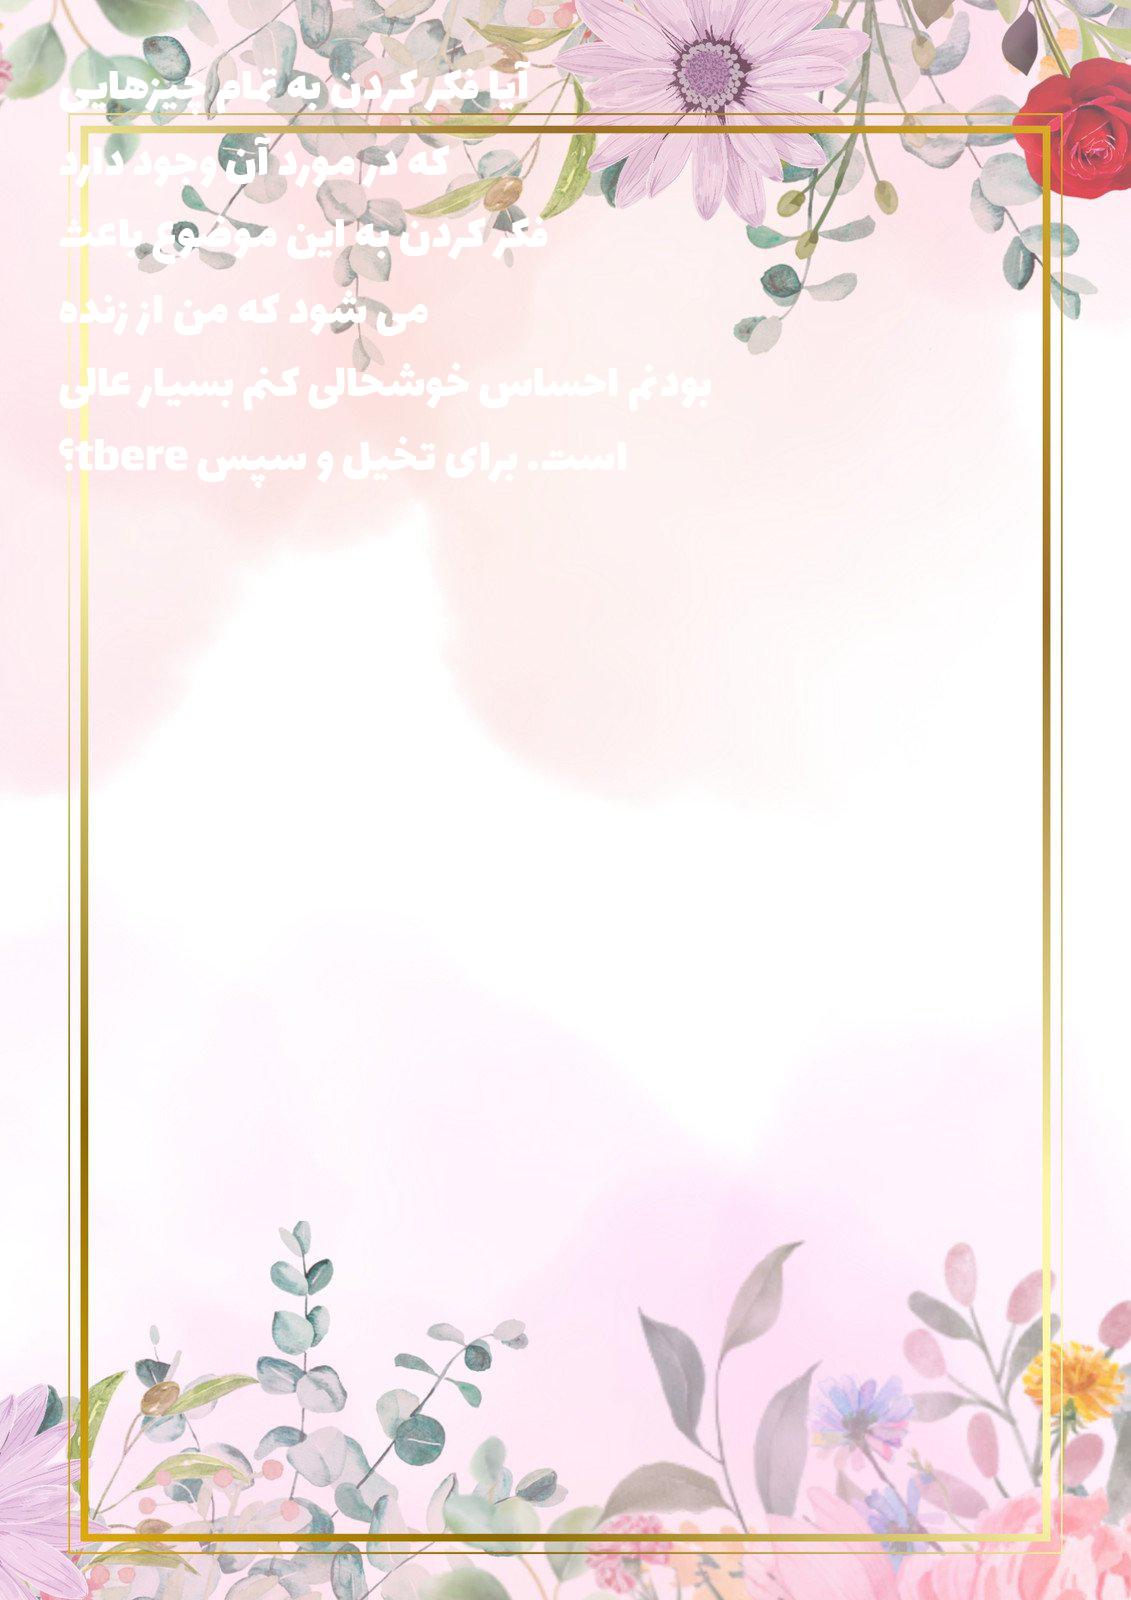 آیا فکر کردن به تمام چیزهایی
که در مورد آن وجود دارد
فکر کردن به این موضوع باعث
می شود که من از زنده
بودنم احساس خوشحالی کنم بسیار عالی
است. برای تخیل و سپس tbere؟